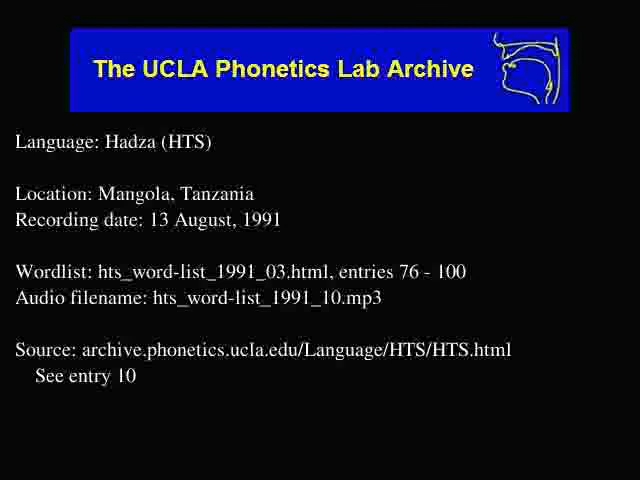 The UCLA Phonetics Lab Archive
Language: Hadza (HTS)
Location: Mangola, Tanzania
Recording date: 13 August, 1991
Wordlist: hts_word-list_1991_03.html, entries 76 - 100
Audio filename: hts_word-list_1991_10.mp3
Source: archive.phonetics.ucla.edu/Language/HTS/HTS.html
See entry 10